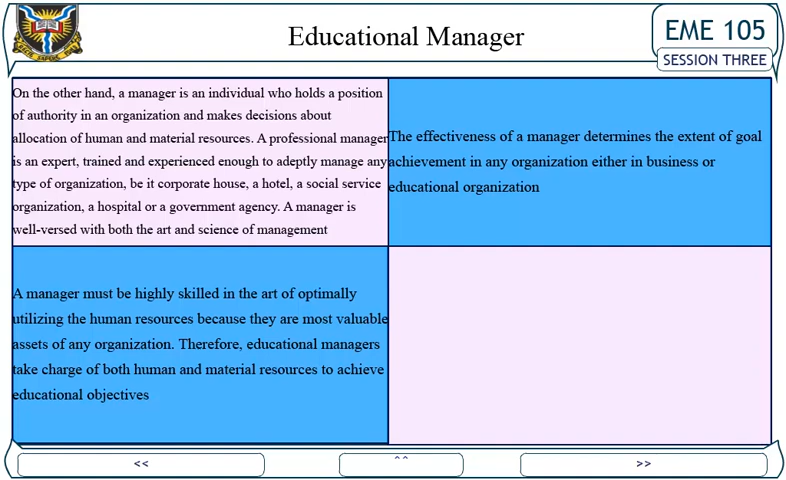 Educational Manager
EME 105
SESSION THREE
On the other hand, a manager is an individual who holds a position
of authority in an organization and makes decisions about
allocation of human and material resources. A professional manager
is an expert, trained and experienced enough to adeptly manage any
type of organization, be it corporate house, a hotel, a social service
organization, a hospital or a government agency. A manager is
well-versed with both the art and science of management
The effectiveness of a manager determines the extent of goal
achievement in any organization either in business or
educational organization
A manager must be highly skilled in the art of optimally
utilizing the human resources because they are most valuable
assets of any organization. Therefore, educational managers
take charge of both human and material resources to achieve
educational objectives
<<
^^
>>